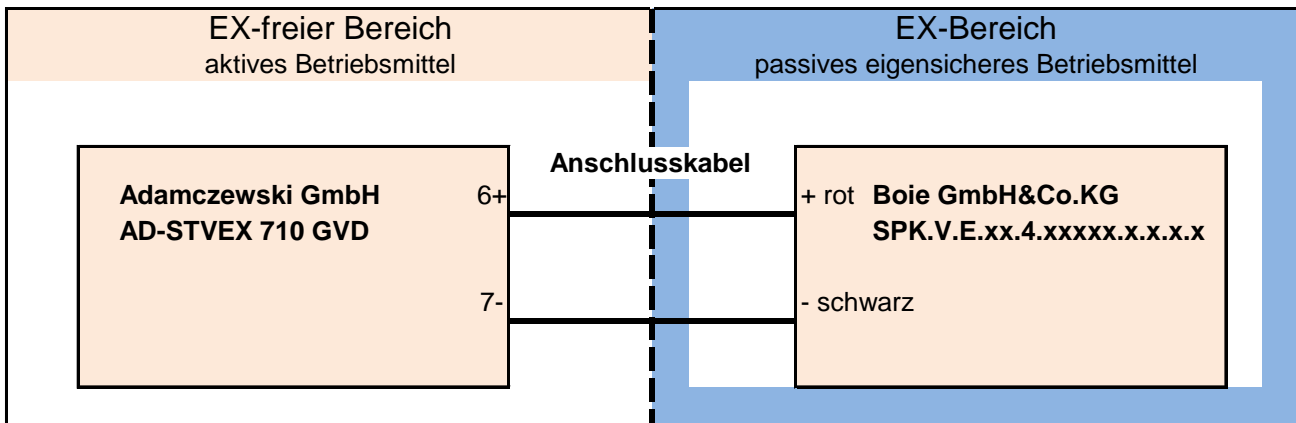 EX-freier Bereich
aktives Betriebsmittel
EX-Bereich
passives eigensicheres Betriebsmittel
Anschlusskabel
Adamczewski GmbH
AD-STVEX 710 GVD
6+
7-
+ rot Boie GmbH&Co.KG
SPK.V.E.xx.4.xxxxx.x.x.x.x
- schwarz